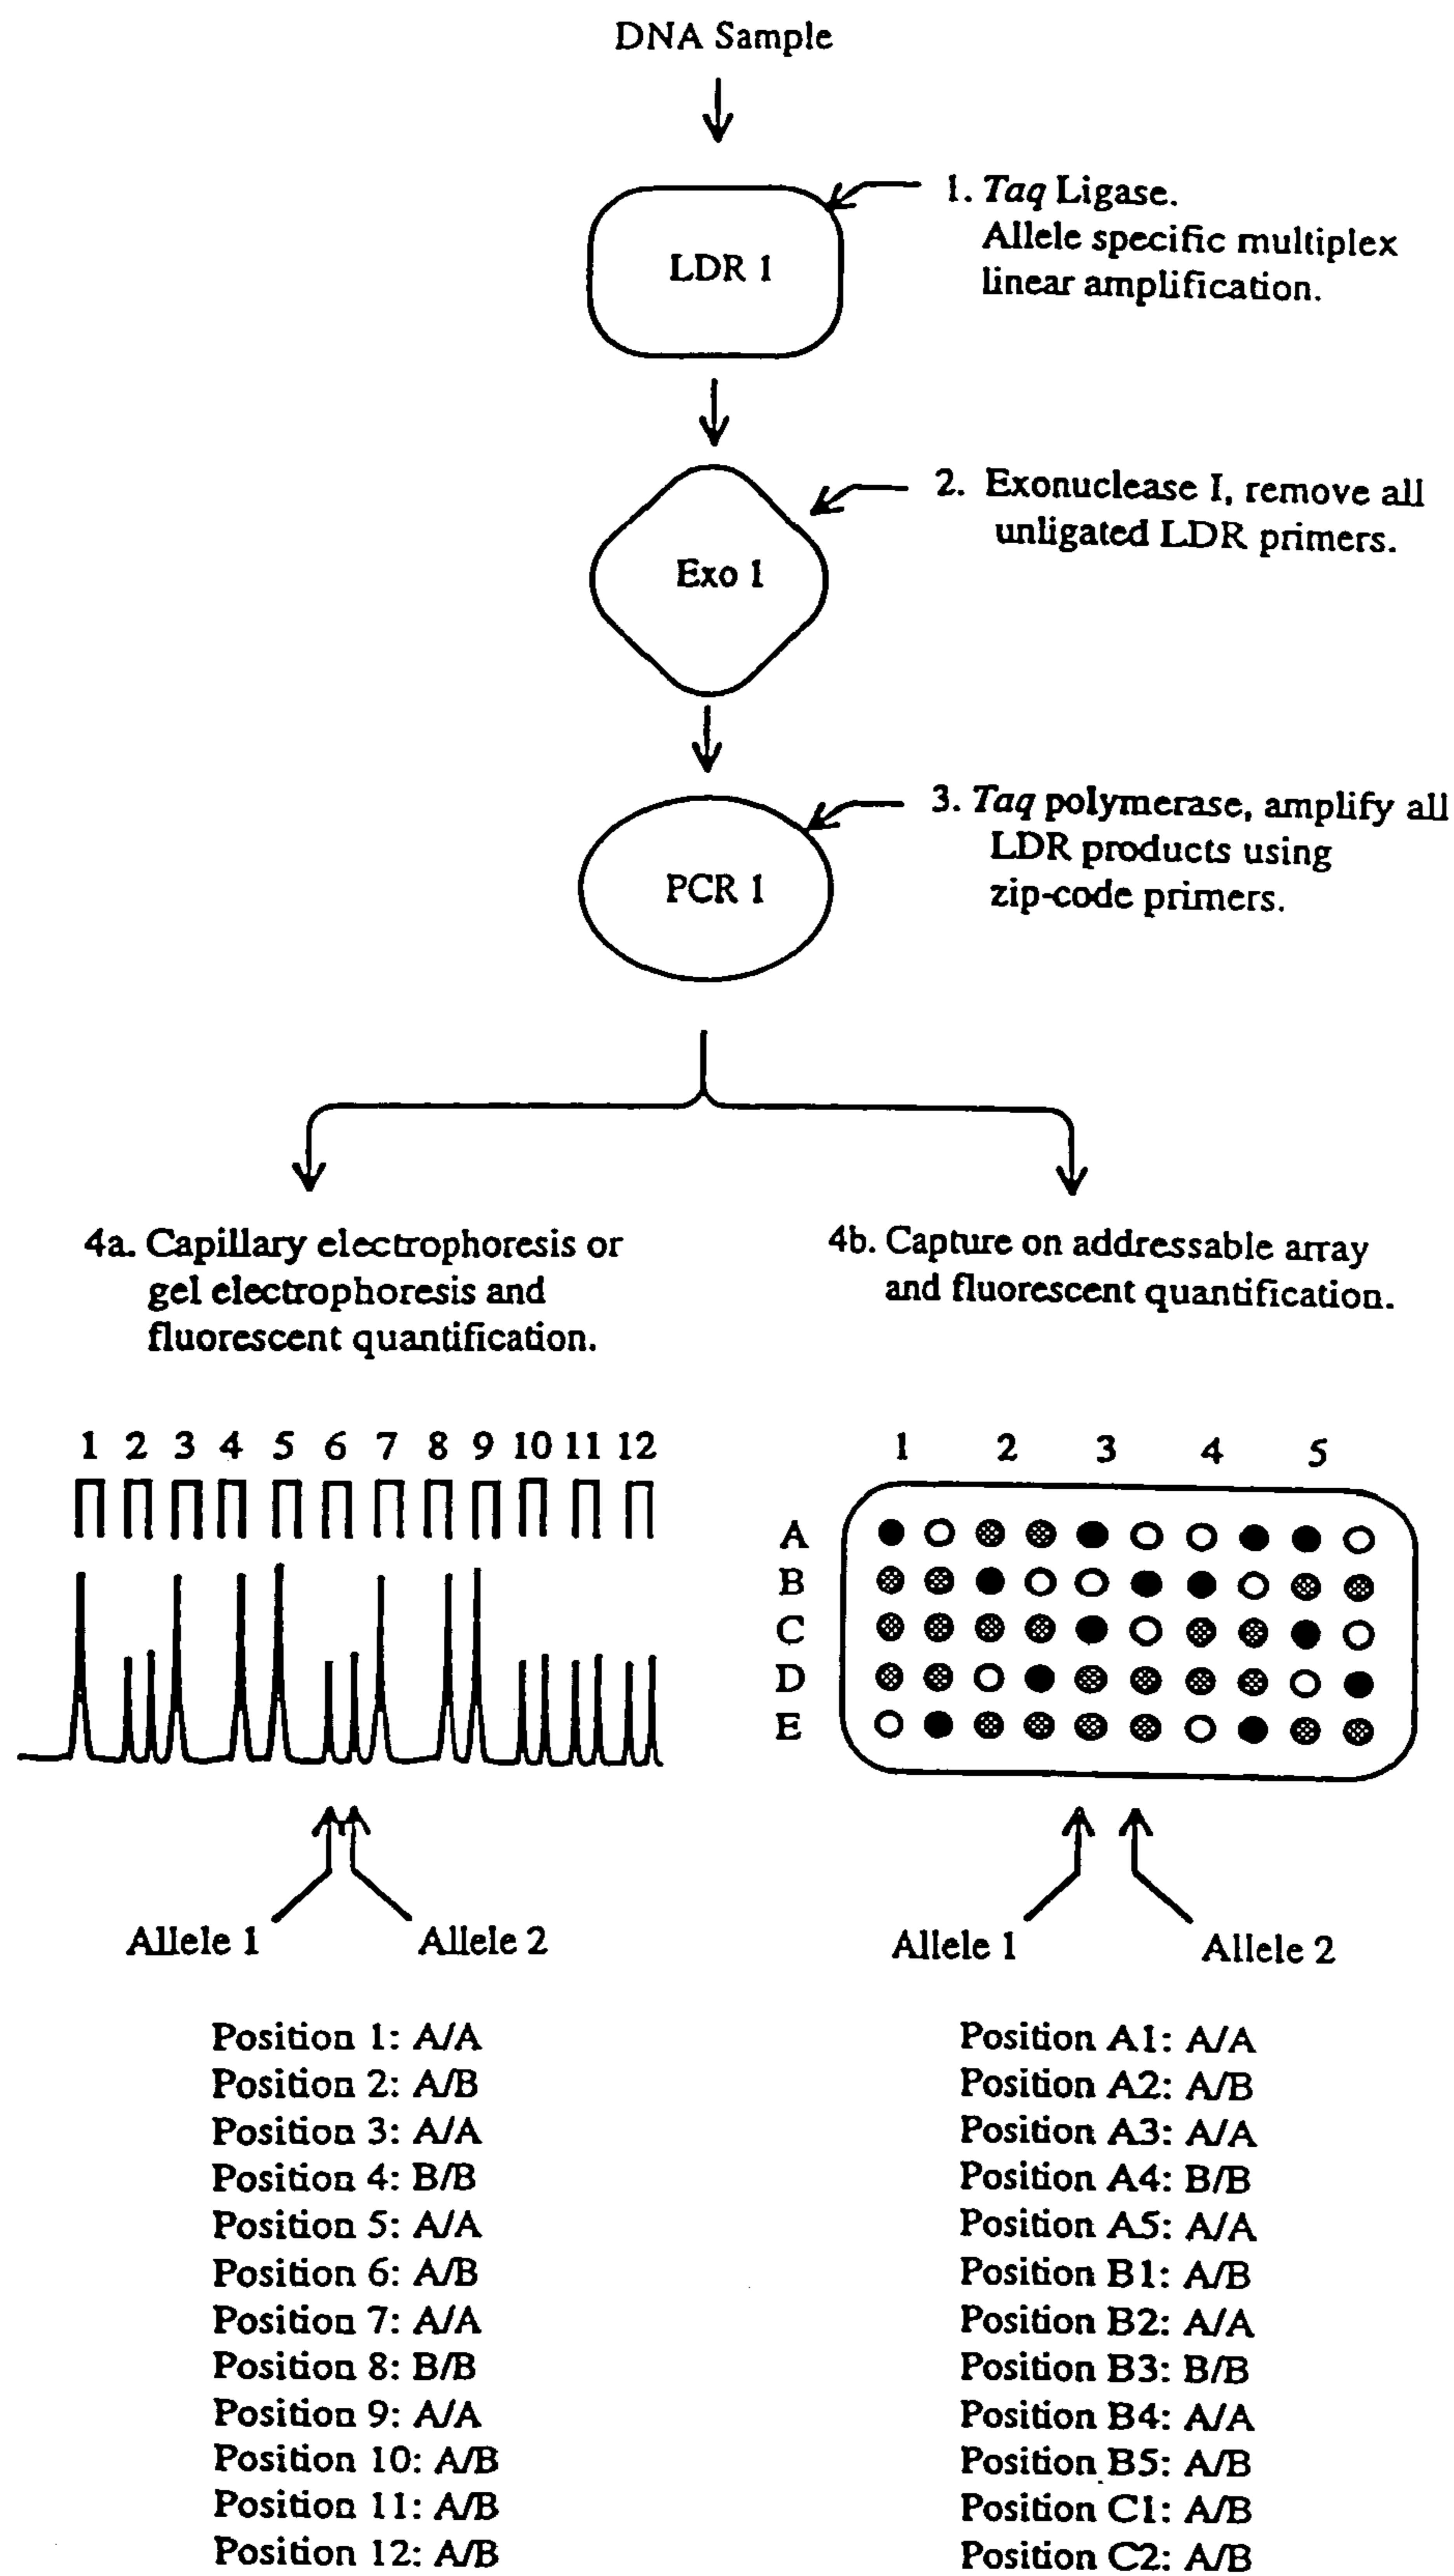 DNA Sample
LDR 1
1. Taq Ligase.
Allele specific multiplex
linear amplification.
Exo 1
2. Exonuclease I, remove all
unligated LDR primers.
PCR 1
3. Taq polymerase, amplify all
LDR products using
zip-code primers.
4a. Capillary electrophoresis or
gel electrophoresis and
fluorescent quantification.
1 2 3 4 5 6 7 8 9 10 11 12
Allele 1
Allele 2
Position 1: A/A
Position 2: A/B
Position 3: A/A
Position 4: B/B
Position 5: A/A
Position 6: A/B
Position 7: A/A
Position 8: B/B
Position 9: A/A
Position 10: A/B
Position 11: A/B
Position 12: A/B
4b. Capture on addressable array
and fluorescent quantification.
1 2 3 4 5
A
B
C
D
E
Allele 1
Allele 2
Position A1: A/A
Position A2: A/B
Position A3: A/A
Position A4: B/B
Position A5: A/A
Position B1: A/B
Position B2: A/A
Position B3: B/B
Position B4: A/A
Position B5: A/B
Position C1: A/B
Position C2: A/B